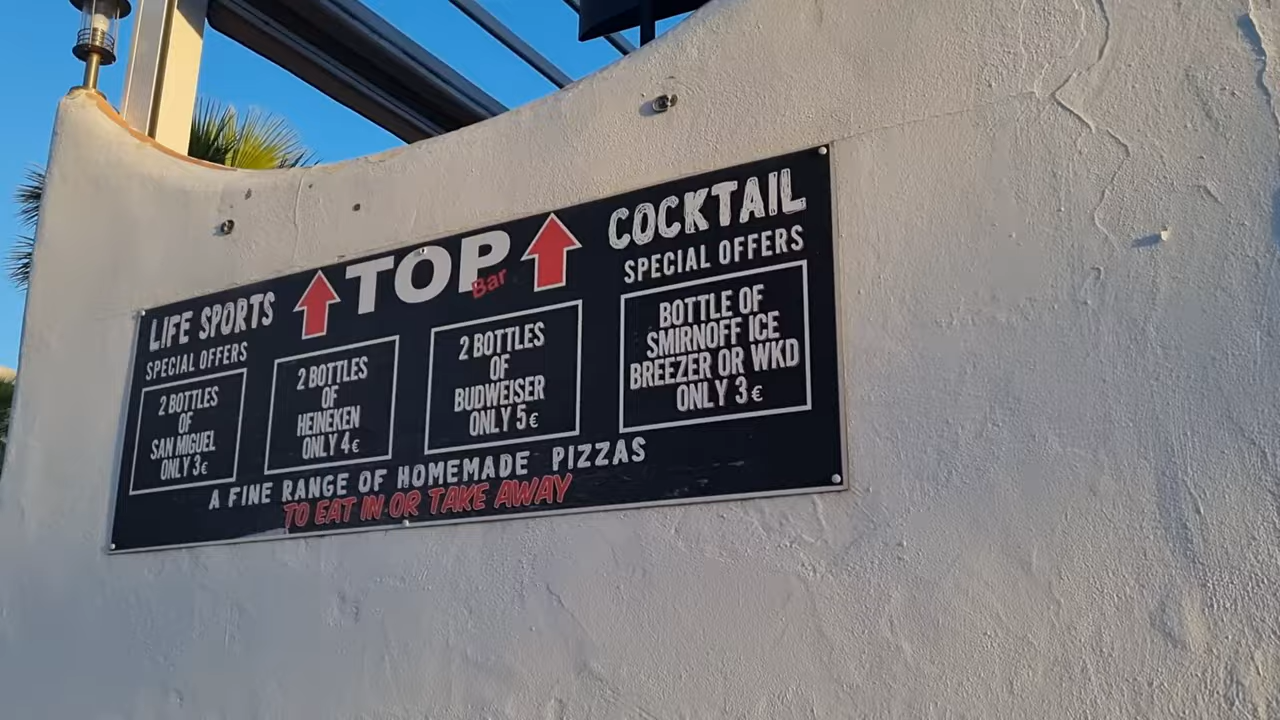 LIFE SPORTS
SPECIAL OFFERS
TOP
Bar
COCKTAIL
SPECIAL OFFERS
2 BOTTLES
OF
SAN MIGUEL
ONLY 3€
2 BOTTLES
OF
HEINEKEN
ONLY 4€
2 BOTTLES
OF
BUDWEISER
ONLY 5€
BOTTLE OF
SMIRNOFF ICE
BREEZER OR WKD
ONLY 3€
A FINE RANGE OF HOMEMADE PIZZAS
TO EAT IN OR TAKE AWAY